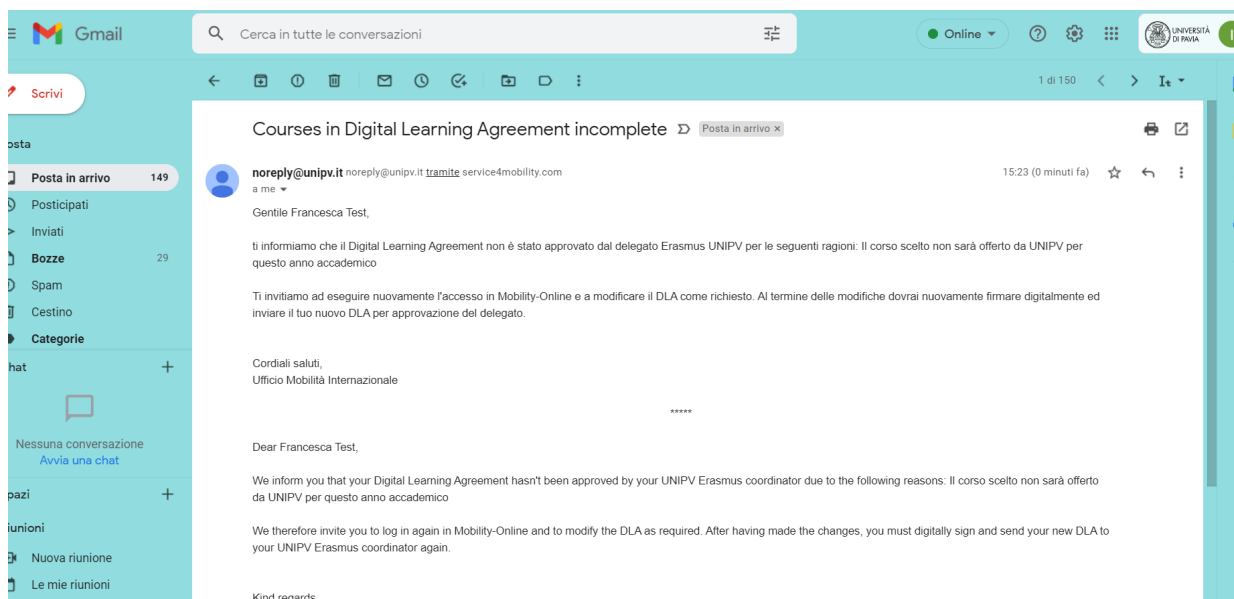 Gmail
Cerca in tutte le conversazioni
Online
UNIVERSITÀ
DI PAVIA
Scrivi
1 di 150
osta
Posta in arrivo 149
Posticipati
Inviati
Bozze 29
Spam
Cestino
Categorie
hat
Nessuna conversazione
Avvia una chat
pazi
iunioni
Nuova riunione
Le mie riunioni
Courses in Digital Learning Agreement incomplete Posta in arrivo ×
noreply@unipv.it noreply@unipv.it tramite service4mobility.com 15:23 (0 minuti fa)
a me
Gentile Francesca Test,
ti informiamo che il Digital Learning Agreement non è stato approvato dal delegato Erasmus UNIPV per le seguenti ragioni: Il corso scelto non sarà offerto da UNIPV per
questo anno accademico
Ti invitiamo ad eseguire nuovamente l'accesso in Mobility-Online e a modificare il DLA come richiesto. Al termine delle modifiche dovrai nuovamente firmare digitalmente ed
inviare il tuo nuovo DLA per approvazione del delegato.
Cordiali saluti,
Ufficio Mobilità Internazionale
*****
Dear Francesca Test,
We inform you that your Digital Learning Agreement hasn't been approved by your UNIPV Erasmus coordinator due to the following reasons: Il corso scelto non sarà offerto
da UNIPV per questo anno accademico
We therefore invite you to log in again in Mobility-Online and to modify the DLA as required. After having made the changes, you must digitally sign and send your new DLA to
your UNIPV Erasmus coordinator again.
Kind regards